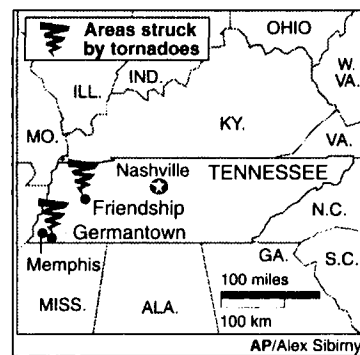 Areas struck
by tornadoes
OHIO
W.
VA.
IND.
ILL.
KY.
MO.
VA.
Nashville
TENNESSEE
Friendship
N.C.
Germantown
Memphis
GA.
S.C.
100 miles
MISS.
ALA.
100 km
AP/Alex Sibirny